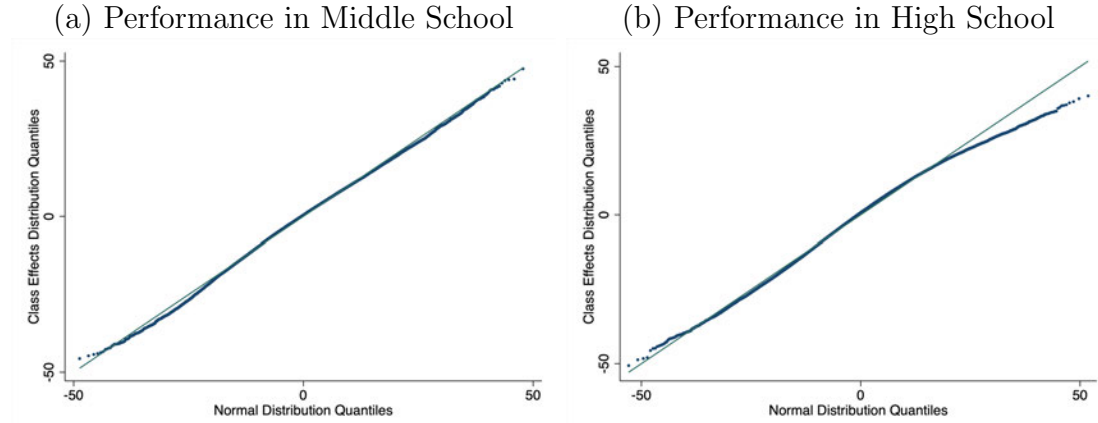 (a) Performance in Middle School
50
0
-50
Class Effects Distribution Quantiles
-50 0 50
Normal Distribution Quantiles
(b) Performance in High School
50
0
-50
Class Effects Distribution Quantiles
-50 0 50
Normal Distribution Quantiles